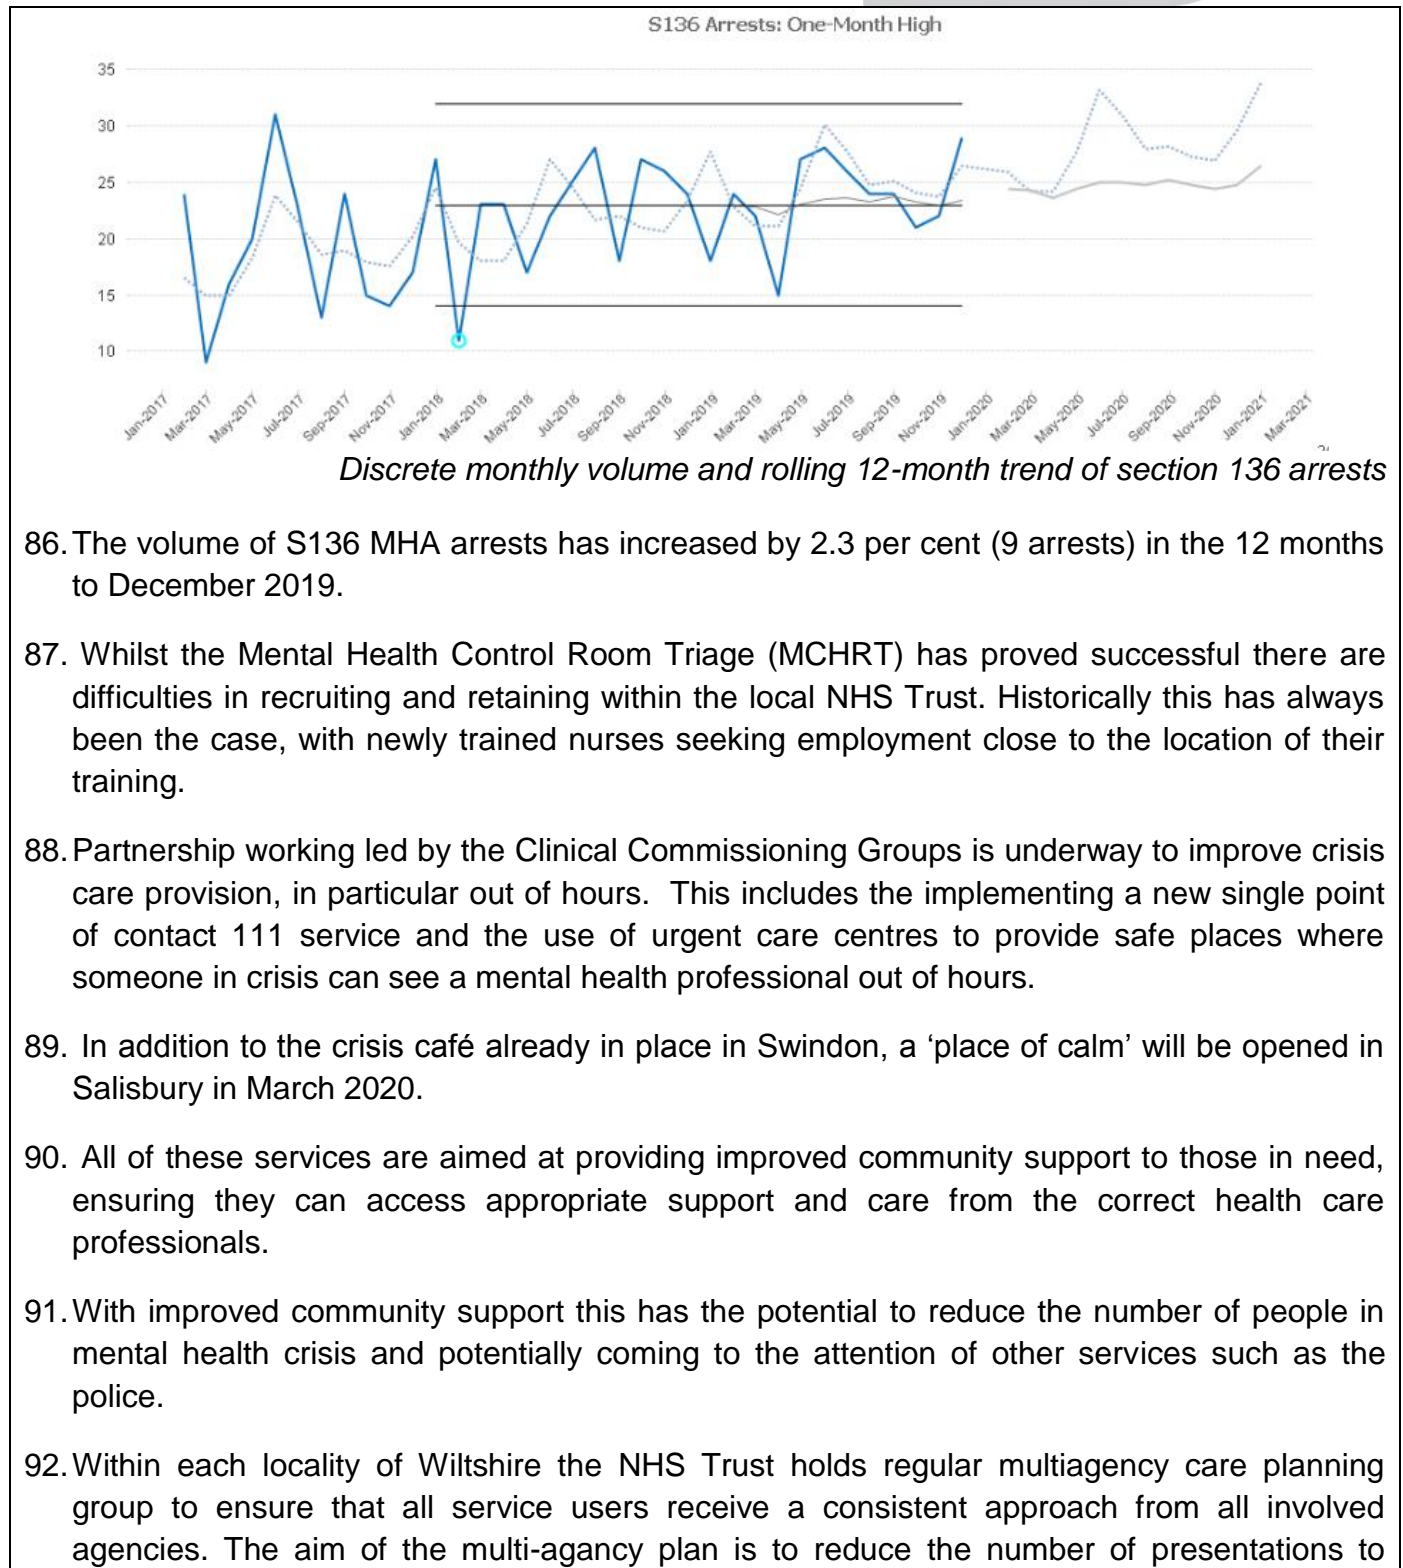 S136 Arrests: One-Month High
35
30
25
20
15
10
Jan-2017 Mar-2017 May-2017 Jul-2017 Sep-2017 Nov-2017 Jan-2018 Mar-2018 May-2018 Jul-2018 Sep-2018 Nov-2018 Jan-2019 Mar-2019 May-2019 Jul-2019 Sep-2019 Nov-2019 Jan-2020 Mar-2020 May-2020 Jul-2020 Sep-2020 Nov-2020 Jan-2021 Mar-2021
Discrete monthly volume and rolling 12-month trend of section 136 arrests
86. The volume of S136 MHA arrests has increased by 2.3 per cent (9 arrests) in the 12 months
to December 2019.
87. Whilst the Mental Health Control Room Triage (MCHRT) has proved successful there are
difficulties in recruiting and retaining within the local NHS Trust. Historically this has always
been the case, with newly trained nurses seeking employment close to the location of their
training.
88. Partnership working led by the Clinical Commissioning Groups is underway to improve crisis
care provision, in particular out of hours. This includes the implementing a new single point
of contact 111 service and the use of urgent care centres to provide safe places where
someone in crisis can see a mental health professional out of hours.
89. In addition to the crisis café already in place in Swindon, a ‘place of calm’ will be opened in
Salisbury in March 2020.
90. All of these services are aimed at providing improved community support to those in need,
ensuring they can access appropriate support and care from the correct health care
professionals.
91. With improved community support this has the potential to reduce the number of people in
mental health crisis and potentially coming to the attention of other services such as the
police.
92. Within each locality of Wiltshire the NHS Trust holds regular multiagency care planning
group to ensure that all service users receive a consistent approach from all involved
agencies. The aim of the multi-agancy plan is to reduce the number of presentations to